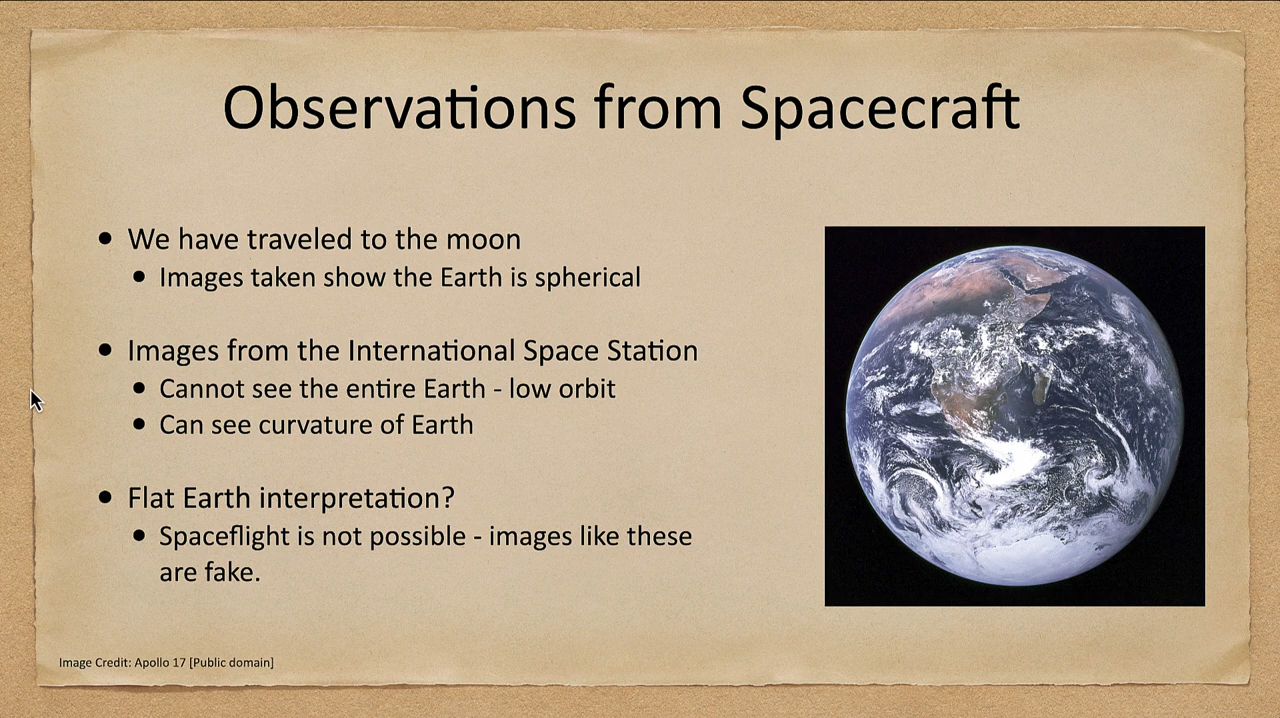 Observations from Spacecraft
• We have traveled to the moon
• Images taken show the Earth is spherical
• Images from the International Space Station
• Cannot see the entire Earth - low orbit
• Can see curvature of Earth
• Flat Earth interpretation?
• Spaceflight is not possible - images like these
are fake.
Image Credit: Apollo 17 [Public domain]